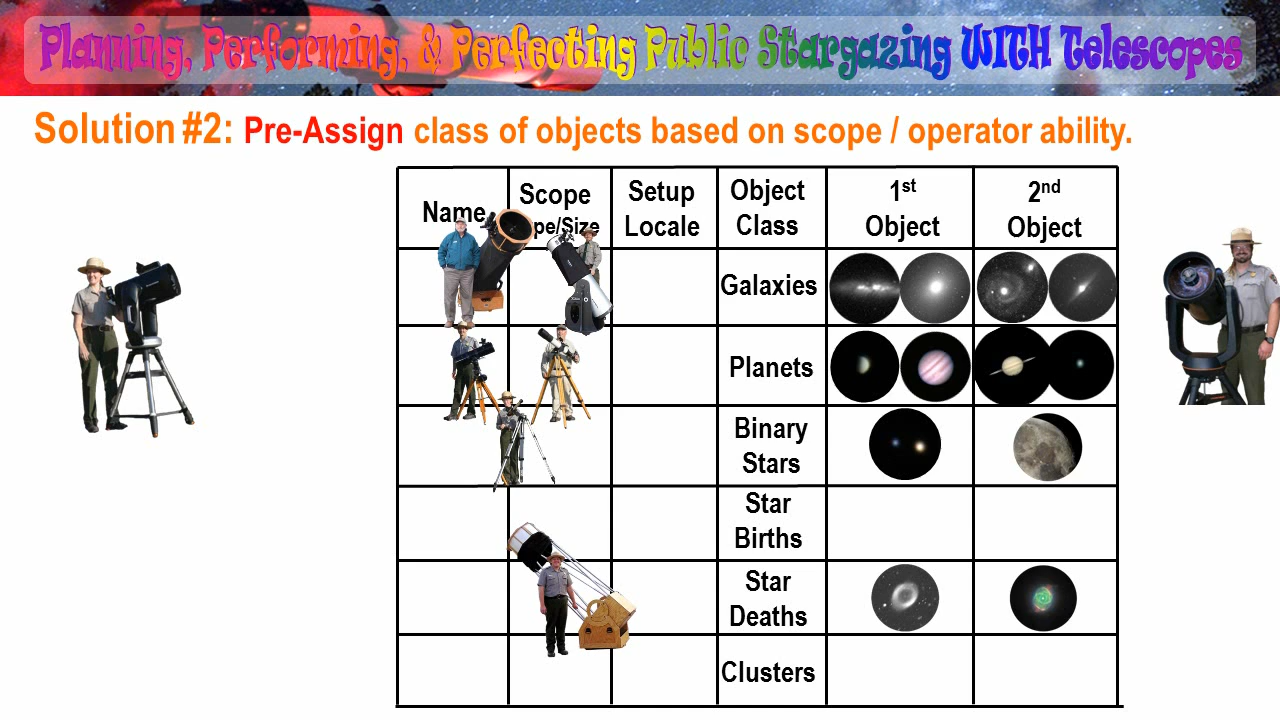 Planning, Performing, & Perfecting Public Stargazing WITH Telescopes
Solution #2: Pre-Assign class of objects based on scope / operator ability.
Name
Scope
pe/Size
Setup
Locale
Object
Class
1st
Object
2nd
Object
Galaxies
Planets
Binary
Stars
Star
Births
Star
Deaths
Clusters